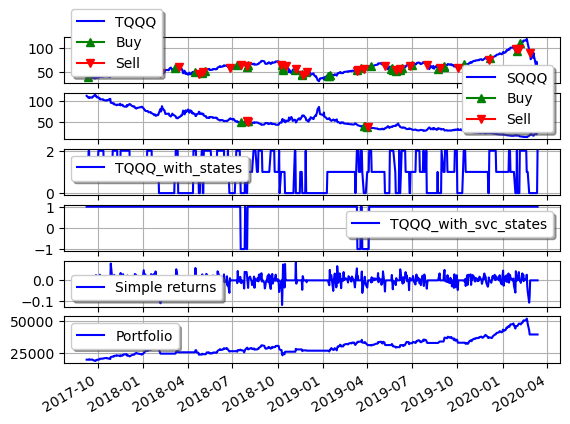 TQQQ
Buy
Sell
100
50
SQQQ
Buy
Sell
100
50
2
TQQQ_with_states
0
1
TQQQ_with_svc_states
0
−1
0.0
Simple returns
−0.1
50000
Portfolio
25000
2017-10 2018-01 2018-04 2018-07 2018-10 2019-01 2019-04 2019-07 2019-10 2020-01 2020-04